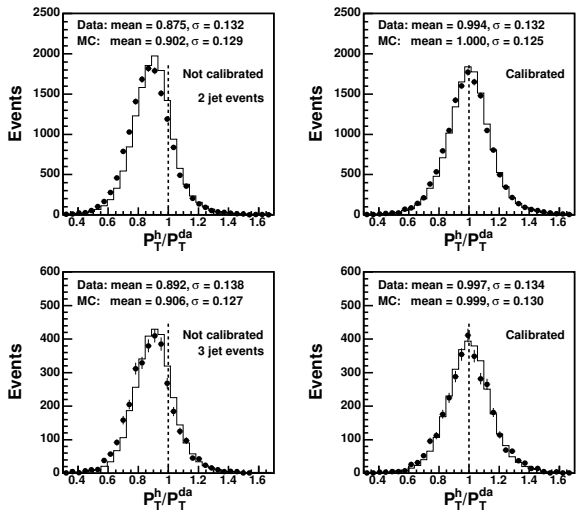 Data: mean = 0.875, σ = 0.132
MC: mean = 0.902, σ = 0.129
Not calibrated
2 jet events
Events
2500
2000
1500
1000
500
0
0.4 0.6 0.8 1 1.2 1.4 1.6
P_T^h/P_T^da
Data: mean = 0.994, σ = 0.132
MC: mean = 1.000, σ = 0.125
Calibrated
Events
2500
2000
1500
1000
500
0
0.4 0.6 0.8 1 1.2 1.4 1.6
P_T^h/P_T^da
Data: mean = 0.892, σ = 0.138
MC: mean = 0.906, σ = 0.127
Not calibrated
3 jet events
Events
600
500
400
300
200
100
0
0.4 0.6 0.8 1 1.2 1.4 1.6
P_T^h/P_T^da
Data: mean = 0.997, σ = 0.134
MC: mean = 0.999, σ = 0.130
Calibrated
Events
600
500
400
300
200
100
0
0.4 0.6 0.8 1 1.2 1.4 1.6
P_T^h/P_T^da